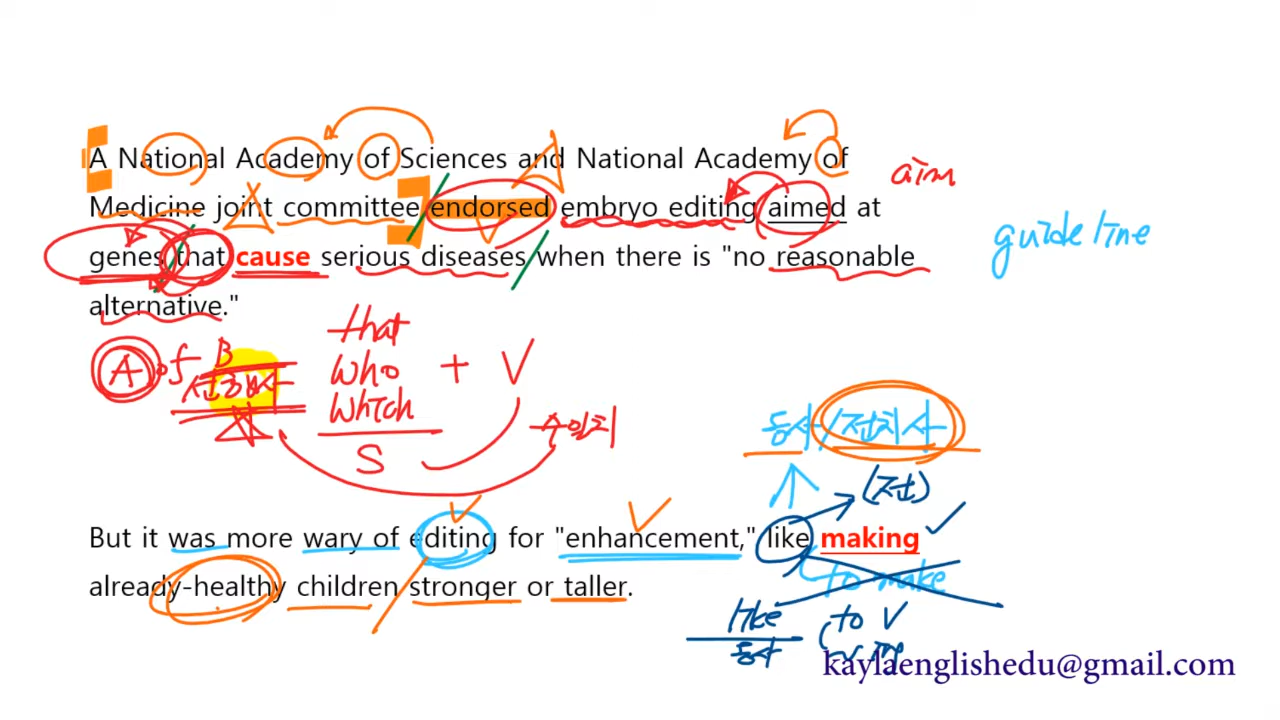 A National Academy of Sciences and National Academy of
Medicine joint committee endorsed embryo editing aimed at
aim
guideline
genes that cause serious diseases when there is "no reasonable
alternative."
A of B
선행사
that
who + V
which
S
수일치
동사/전치사
(전)
But it was more wary of editing for "enhancement," like making
to make
already-healthy children stronger or taller.
like
동사
to V
kaylaenglishedu@gmail.com